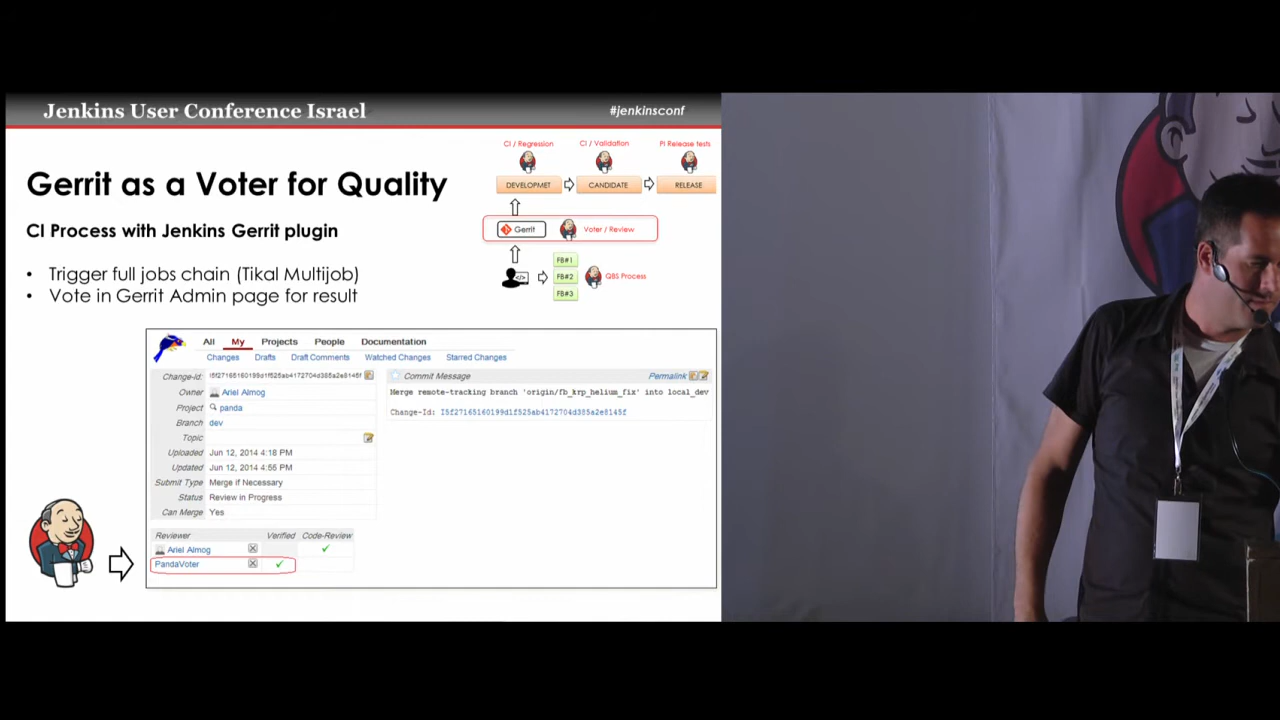 Jenkins User Conference Israel
#jenkinsconf
Gerrit as a Voter for Quality
CI Process with Jenkins Gerrit plugin
• Trigger full jobs chain (Tikal Multijob)
• Vote in Gerrit Admin page for result
CI / Regression CI / Validation PI Release tests
DEVELOPMET CANDIDATE RELEASE
Gerrit Voter / Review
FB#1
FB#2 QBS Process
FB#3
All My Projects People Documentation
Changes Drafts Draft Comments Watched Changes Starred Changes
Change-Id:
Owner Ariel Almog
Project panda
Branch dev
Topic
Uploaded Jun 12, 2014 4:18 PM
Updated Jun 12, 2014 4:55 PM
Submit Type Merge if Necessary
Status Review in Progress
Can Merge Yes
Commit Message Permalink
Merge remote-tracking branch 'origin/fb_krp_helium_fix' into local_dev
Change-Id: I5f27165160199d1f525ab4172704d385a2e8145f
Reviewer Verified Code-Review
Ariel Almog
PandaVoter